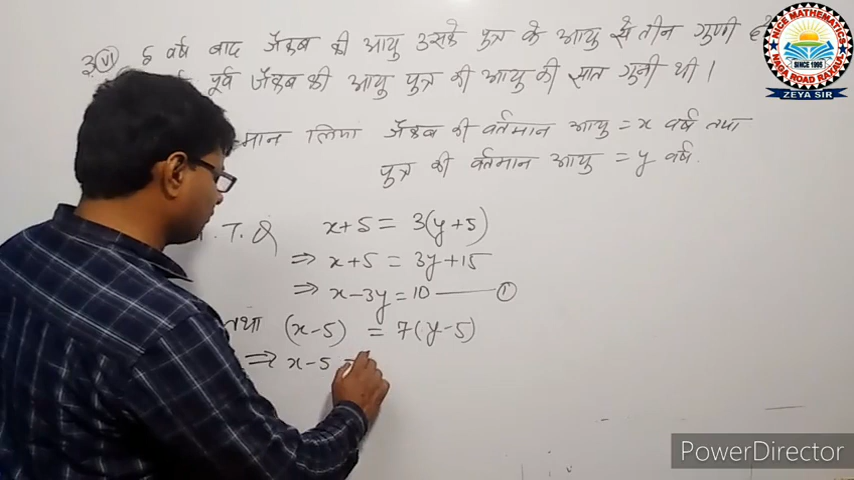 3 (VI) 5 वर्ष बाद जैकब की आयु उसके पुत्र के आयु से तीन गुणी
पूर्व जैकब की आयु पुत्र की आयु की सात गुनी थी।
मान लिया जैकब की वर्तमान आयु = x वर्ष तथा
पुत्र की वर्तमान आयु = y वर्ष.
T. Q x+5 = 3(y+5)
⇒ x+5 = 3y+15
⇒ x-3y = 10 —— (1)
तथा (x-5) = 7(y-5)
⇒ x-5
NICE MATHEMATICS
SINCE 1995
NAGA ROAD RAXAUL
ZEYA SIR
PowerDirector